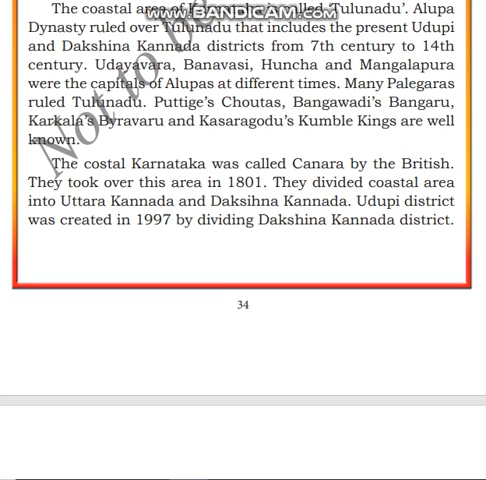 The coastal area of Karnataka is called 'Tulunadu'. Alupa
www.BANDICAM.com
Dynasty ruled over Tulunadu that includes the present Udupi
and Dakshina Kannada districts from 7th century to 14th
century. Udayavara, Banavasi, Huncha and Mangalapura
were the capitals of Alupas at different times. Many Palegaras
ruled Tulunadu. Puttige's Choutas, Bangawadi's Bangaru,
Karkala's Byravaru and Kasaragodu's Kumble Kings are well
known.
Not to be
The costal Karnataka was called Canara by the British.
They took over this area in 1801. They divided coastal area
into Uttara Kannada and Daksihna Kannada. Udupi district
was created in 1997 by dividing Dakshina Kannada district.
34